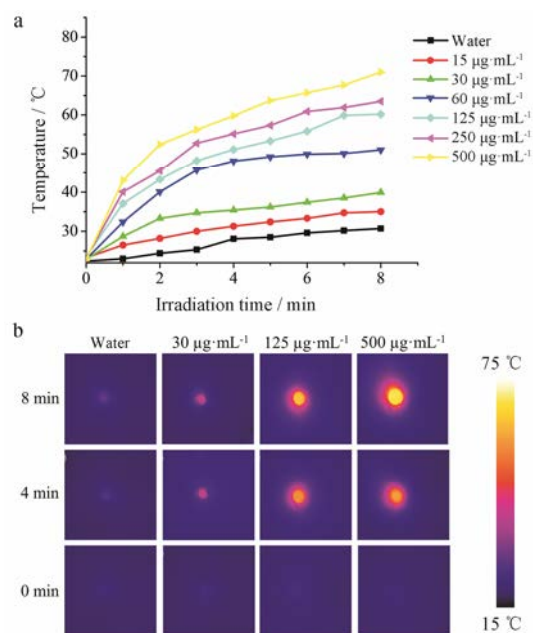 a
80
70
60
50
40
30
Temperature / ℃
0
2
4
6
8
Irradiation time / min
Water
15 μg·mL⁻¹
30 μg·mL⁻¹
60 μg·mL⁻¹
125 μg·mL⁻¹
250 μg·mL⁻¹
500 μg·mL⁻¹
b
Water 30 μg·mL⁻¹ 125 μg·mL⁻¹ 500 μg·mL⁻¹
75 ℃
8 min
4 min
0 min
15 ℃